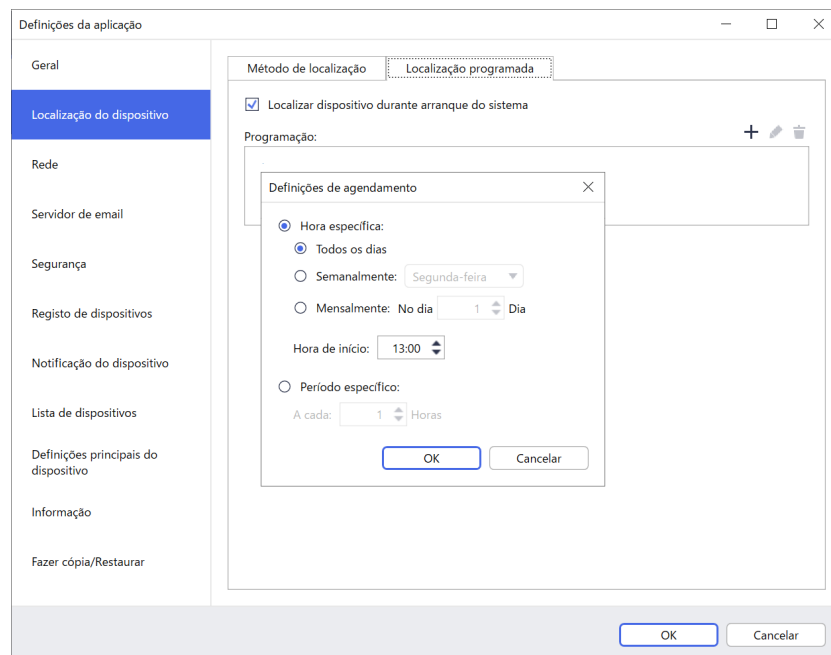 Definições da aplicação
Geral
Localização do dispositivo
Rede
Servidor de email
Segurança
Registo de dispositivos
Notificação do dispositivo
Lista de dispositivos
Definições principais do
dispositivo
Informação
Fazer cópia/Restaurar
Método de localização
Localização programada
Localizar dispositivo durante arranque do sistema
Programação:
Definições de agendamento
Hora específica:
Todos os dias
Semanalmente: Segunda-feira
Mensalmente: No dia 1 Dia
Hora de início: 13:00
Período específico:
A cada: 1 Horas
OK Cancelar
OK Cancelar